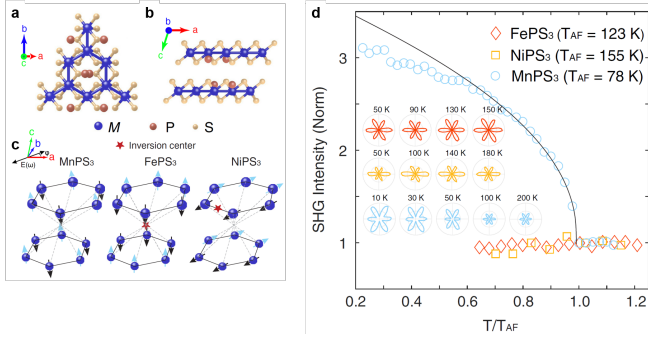 a
b
c
a
b
b
a
c
M
P
S
c
c
b
φ
a
E(ω)
Inversion center
MnPS3
FePS3
NiPS3
d
FePS3 (TAF = 123 K)
NiPS3 (TAF = 155 K)
MnPS3 (TAF = 78 K)
SHG Intensity (Norm)
3
2
1
50 K
90 K
130 K
150 K
50 K
100 K
140 K
180 K
10 K
30 K
50 K
100 K
200 K
0.2
0.4
0.6
0.8
1.0
1.2
T/TAF